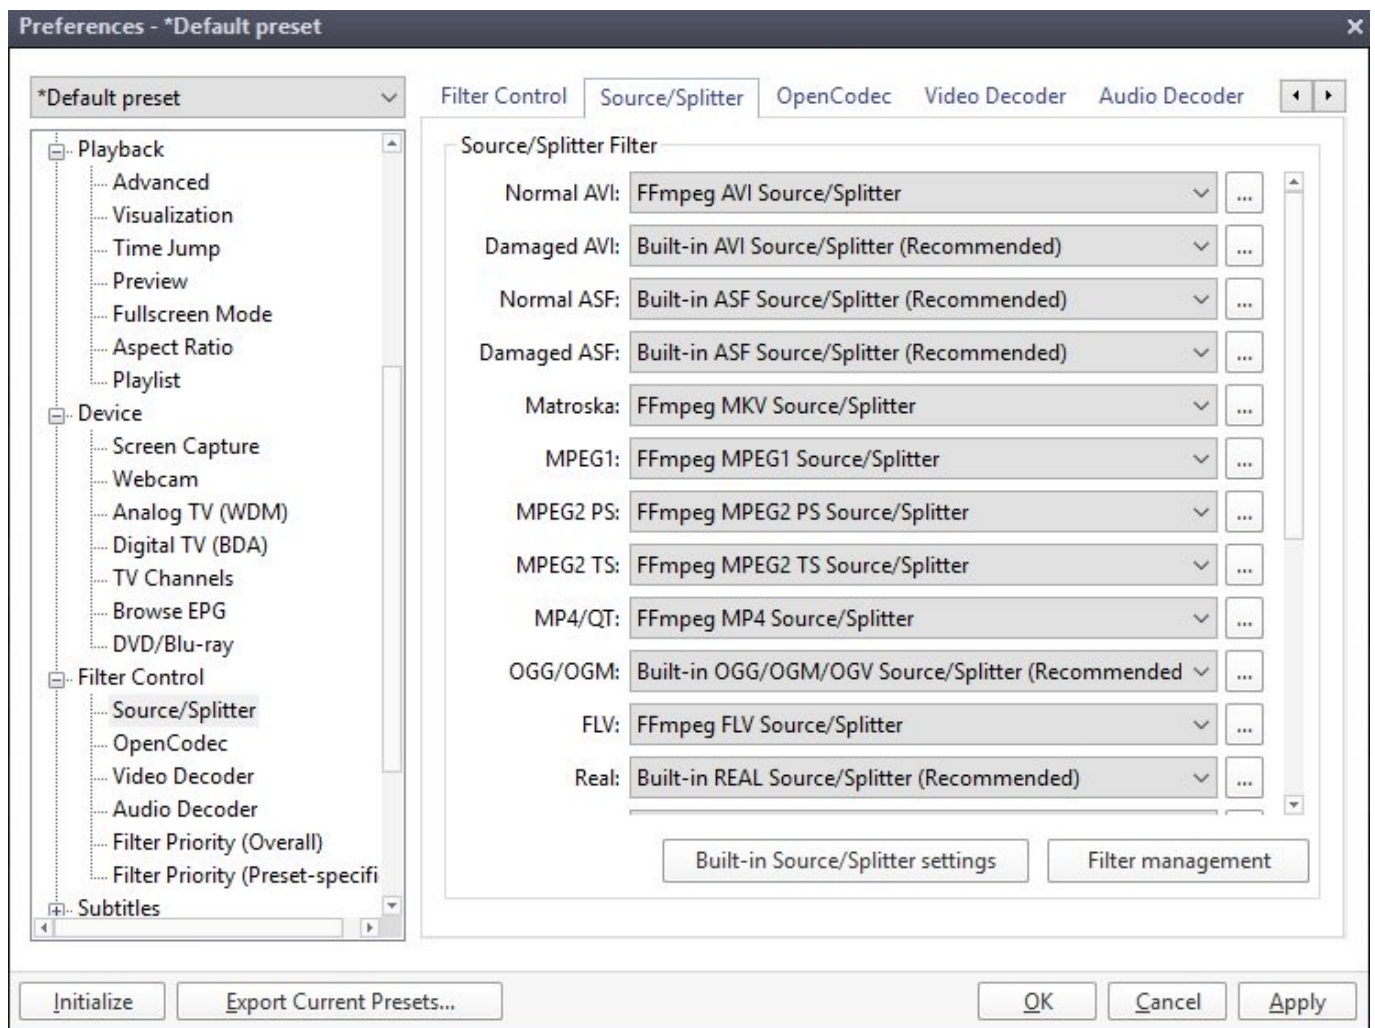 Preferences - *Default preset
*Default preset
Playback
Advanced
Visualization
Time Jump
Preview
Fullscreen Mode
Aspect Ratio
Playlist
Device
Screen Capture
Webcam
Analog TV (WDM)
Digital TV (BDA)
TV Channels
Browse EPG
DVD/Blu-ray
Filter Control
Source/Splitter
OpenCodec
Video Decoder
Audio Decoder
Filter Priority (Overall)
Filter Priority (Preset-specifi
Subtitles
Filter Control Source/Splitter OpenCodec Video Decoder Audio Decoder
Source/Splitter Filter
Normal AVI: FFmpeg AVI Source/Splitter ...
Damaged AVI: Built-in AVI Source/Splitter (Recommended) ...
Normal ASF: Built-in ASF Source/Splitter (Recommended) ...
Damaged ASF: Built-in ASF Source/Splitter (Recommended) ...
Matroska: FFmpeg MKV Source/Splitter ...
MPEG1: FFmpeg MPEG1 Source/Splitter ...
MPEG2 PS: FFmpeg MPEG2 PS Source/Splitter ...
MPEG2 TS: FFmpeg MPEG2 TS Source/Splitter ...
MP4/QT: FFmpeg MP4 Source/Splitter ...
OGG/OGM: Built-in OGG/OGM/OGV Source/Splitter (Recommended ...
FLV: FFmpeg FLV Source/Splitter ...
Real: Built-in REAL Source/Splitter (Recommended) ...
Built-in Source/Splitter settings Filter management
Initialize Export Current Presets... OK Cancel Apply